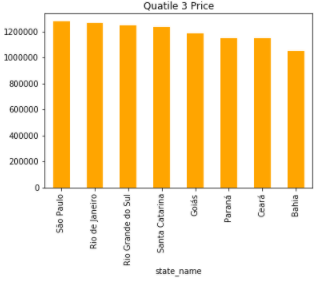 Quatile 3 Price
1200000
1000000
800000
600000
400000
200000
0
São Paulo
Rio de Janeiro
Rio Grande do Sul
Santa Catarina
Goiás
Paraná
Ceará
Bahia
state_name